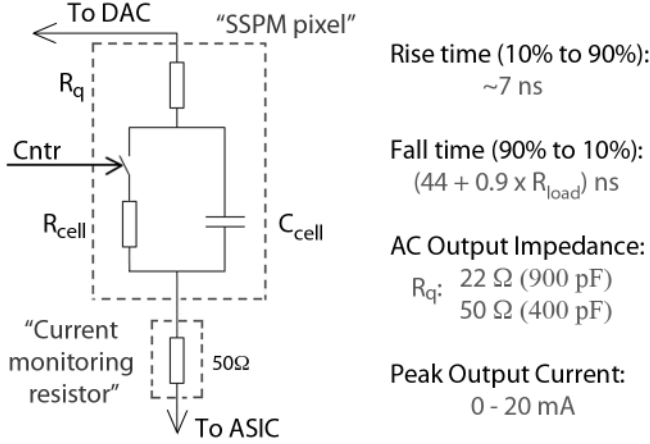 To DAC
"SSPM pixel"
Rq
Cntr
Rcell
Ccell
"Current
monitoring
resistor"
50Ω
To ASIC
Rise time (10% to 90%):
~7 ns
Fall time (90% to 10%):
(44 + 0.9 x Rload) ns
AC Output Impedance:
Rq: 22 Ω (900 pF)
50 Ω (400 pF)
Peak Output Current:
0 - 20 mA